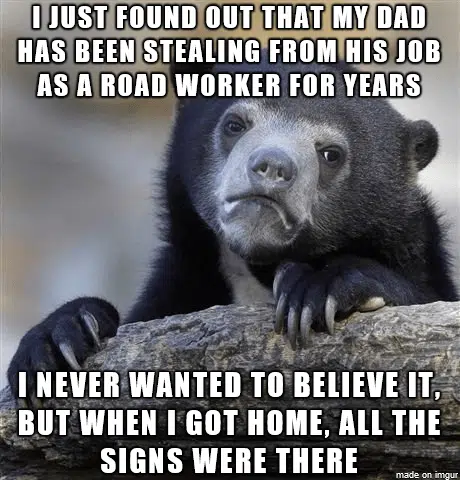 I JUST FOUND OUT THAT MY DAD
HAS BEEN STEALING FROM HIS JOB
AS A ROAD WORKER FOR YEARS
I NEVER WANTED TO BELIEVE IT,
BUT WHEN I GOT HOME, ALL THE
SIGNS WERE THERE
made on imgur